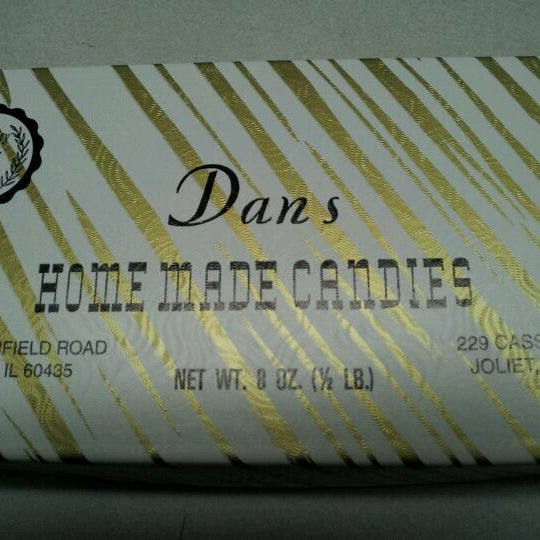 Dans
HOME MADE CANDIES
FIELD ROAD
IL 60435
229 CASS
JOLIET,
NET WT. 8 OZ. (½ LB.)